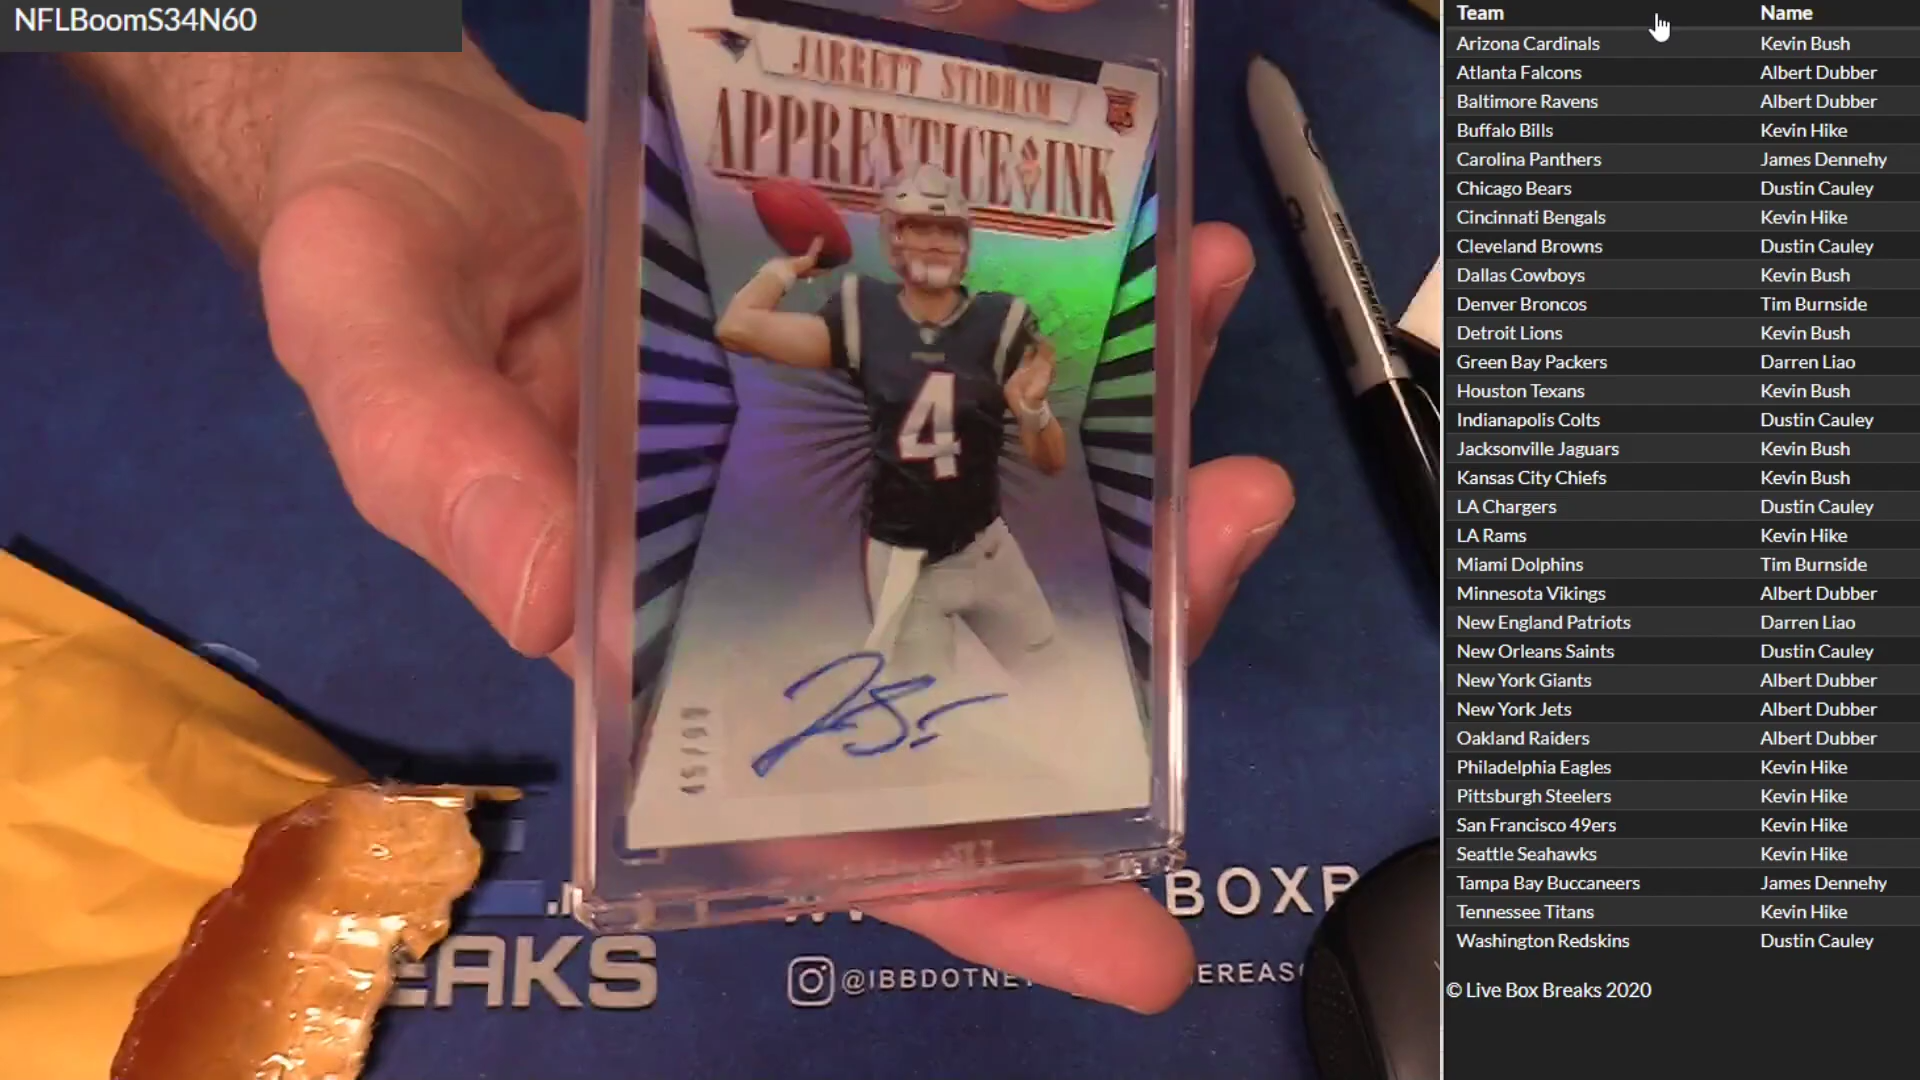 NFLBoomS34N60
JARRETT STIDHAM
APPRENTICE INK
4
45/99
BOXB
EAKS
@IBBDOTNE
EREAS
Team Name
Arizona Cardinals Kevin Bush
Atlanta Falcons Albert Dubber
Baltimore Ravens Albert Dubber
Buffalo Bills Kevin Hike
Carolina Panthers James Dennehy
Chicago Bears Dustin Cauley
Cincinnati Bengals Kevin Hike
Cleveland Browns Dustin Cauley
Dallas Cowboys Kevin Bush
Denver Broncos Tim Burnside
Detroit Lions Kevin Bush
Green Bay Packers Darren Liao
Houston Texans Kevin Bush
Indianapolis Colts Dustin Cauley
Jacksonville Jaguars Kevin Bush
Kansas City Chiefs Kevin Bush
LA Chargers Dustin Cauley
LA Rams Kevin Hike
Miami Dolphins Tim Burnside
Minnesota Vikings Albert Dubber
New England Patriots Darren Liao
New Orleans Saints Dustin Cauley
New York Giants Albert Dubber
New York Jets Albert Dubber
Oakland Raiders Albert Dubber
Philadelphia Eagles Kevin Hike
Pittsburgh Steelers Kevin Hike
San Francisco 49ers Kevin Hike
Seattle Seahawks Kevin Hike
Tampa Bay Buccaneers James Dennehy
Tennessee Titans Kevin Hike
Washington Redskins Dustin Cauley
© Live Box Breaks 2020